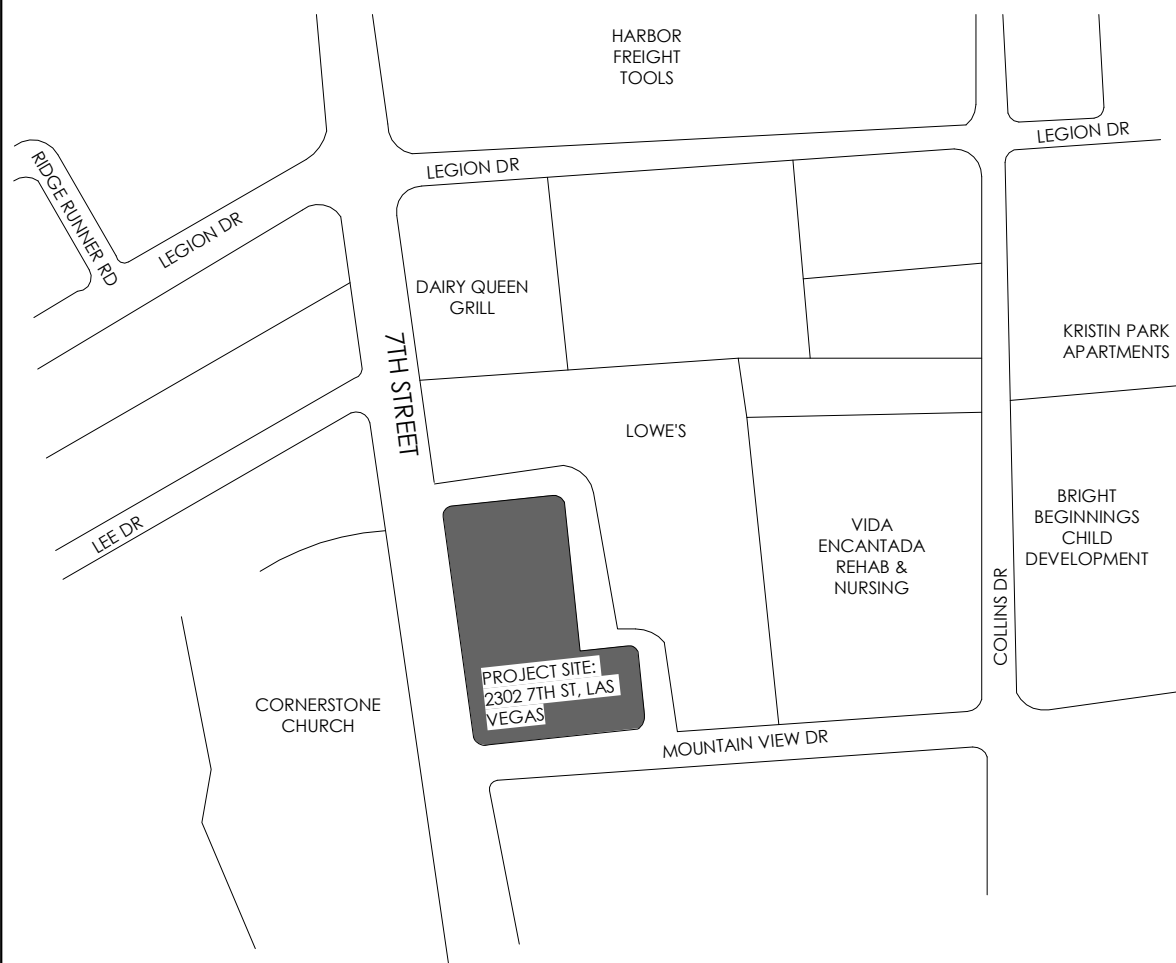 HARBOR
FREIGHT
TOOLS
LEGION DR
LEGION DR
RIDGE RUNNER RD
LEGION DR
DAIRY QUEEN
GRILL
KRISTIN PARK
APARTMENTS
7TH STREET
LOWE'S
LEE DR
VIDA
ENCANTADA
REHAB &
NURSING
BRIGHT
BEGINNINGS
CHILD
DEVELOPMENT
COLLINS DR
CORNERSTONE
CHURCH
PROJECT SITE:
2302 7TH ST, LAS
VEGAS
MOUNTAIN VIEW DR